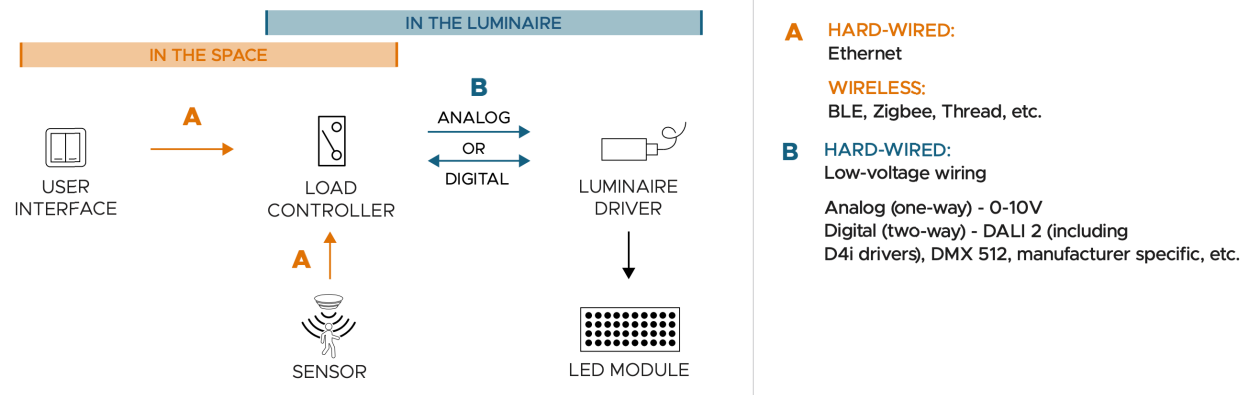 IN THE LUMINAIRE
IN THE SPACE
A
B
ANALOG
OR
DIGITAL
USER
INTERFACE
LOAD
CONTROLLER
LUMINAIRE
DRIVER
A
SENSOR
LED MODULE
A HARD-WIRED:
Ethernet
WIRELESS:
BLE, Zigbee, Thread, etc.
B HARD-WIRED:
Low-voltage wiring
Analog (one-way) - 0-10V
Digital (two-way) - DALI 2 (including
D4i drivers), DMX 512, manufacturer specific, etc.